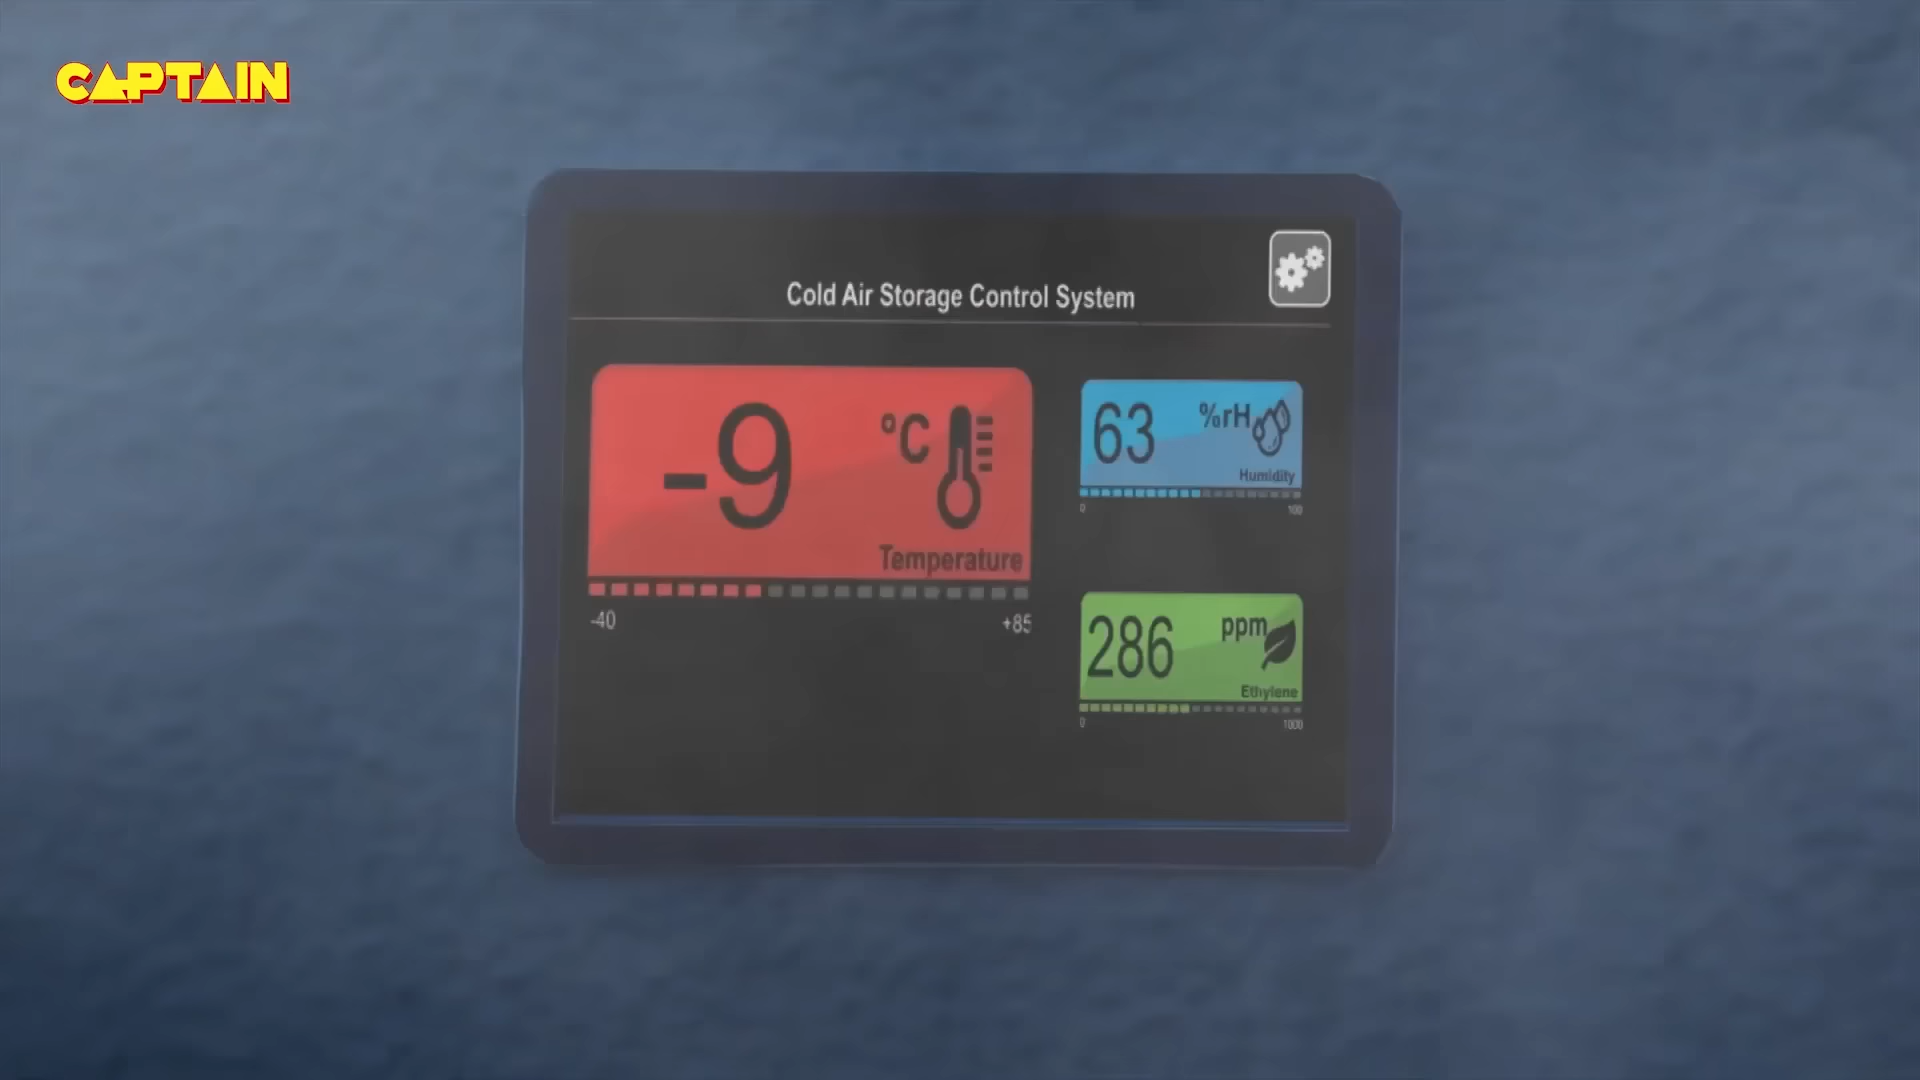 CAPTAIN
Cold Air Storage Control System
-9 °C
Temperature
-40 +85
63 %rH
Humidity
0 100
286 ppm
Ethylene
0 1000